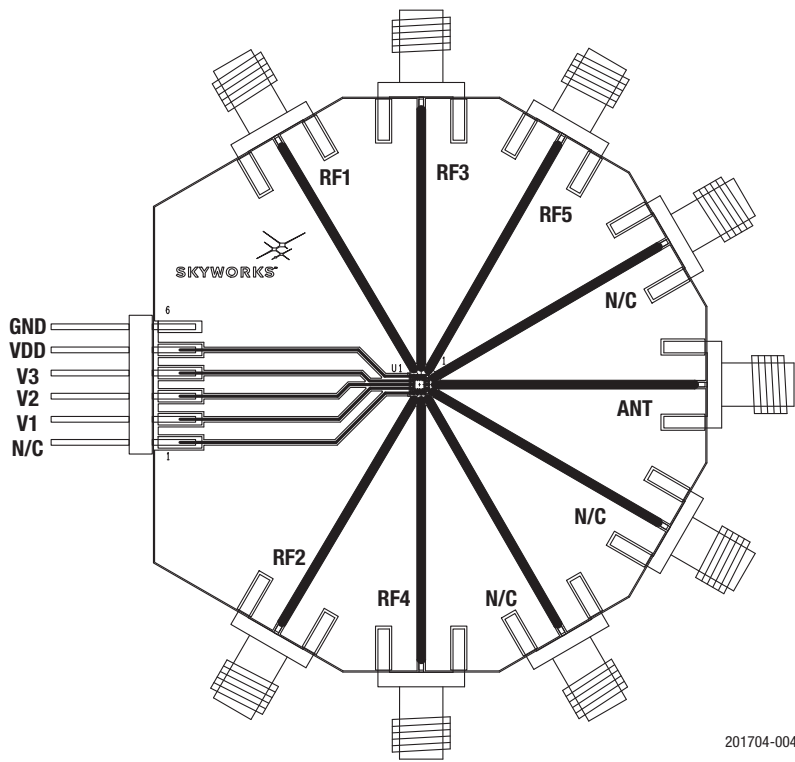 RF1
RF3
RF5
N/C
SKYWORKS
6
GND
VDD
V3
V2
V1
N/C
1
U1
1
ANT
N/C
RF2
RF4
N/C
201704-004